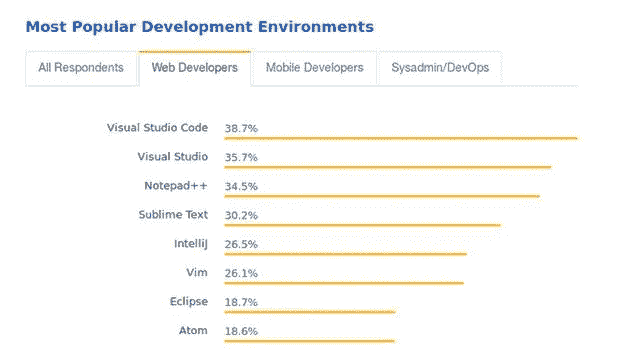 Most Popular Development Environments
All Respondents Web Developers Mobile Developers Sysadmin/DevOps
Visual Studio Code 38.7%
Visual Studio 35.7%
Notepad++ 34.5%
Sublime Text 30.2%
IntelliJ 26.5%
Vim 26.1%
Eclipse 18.7%
Atom 18.6%